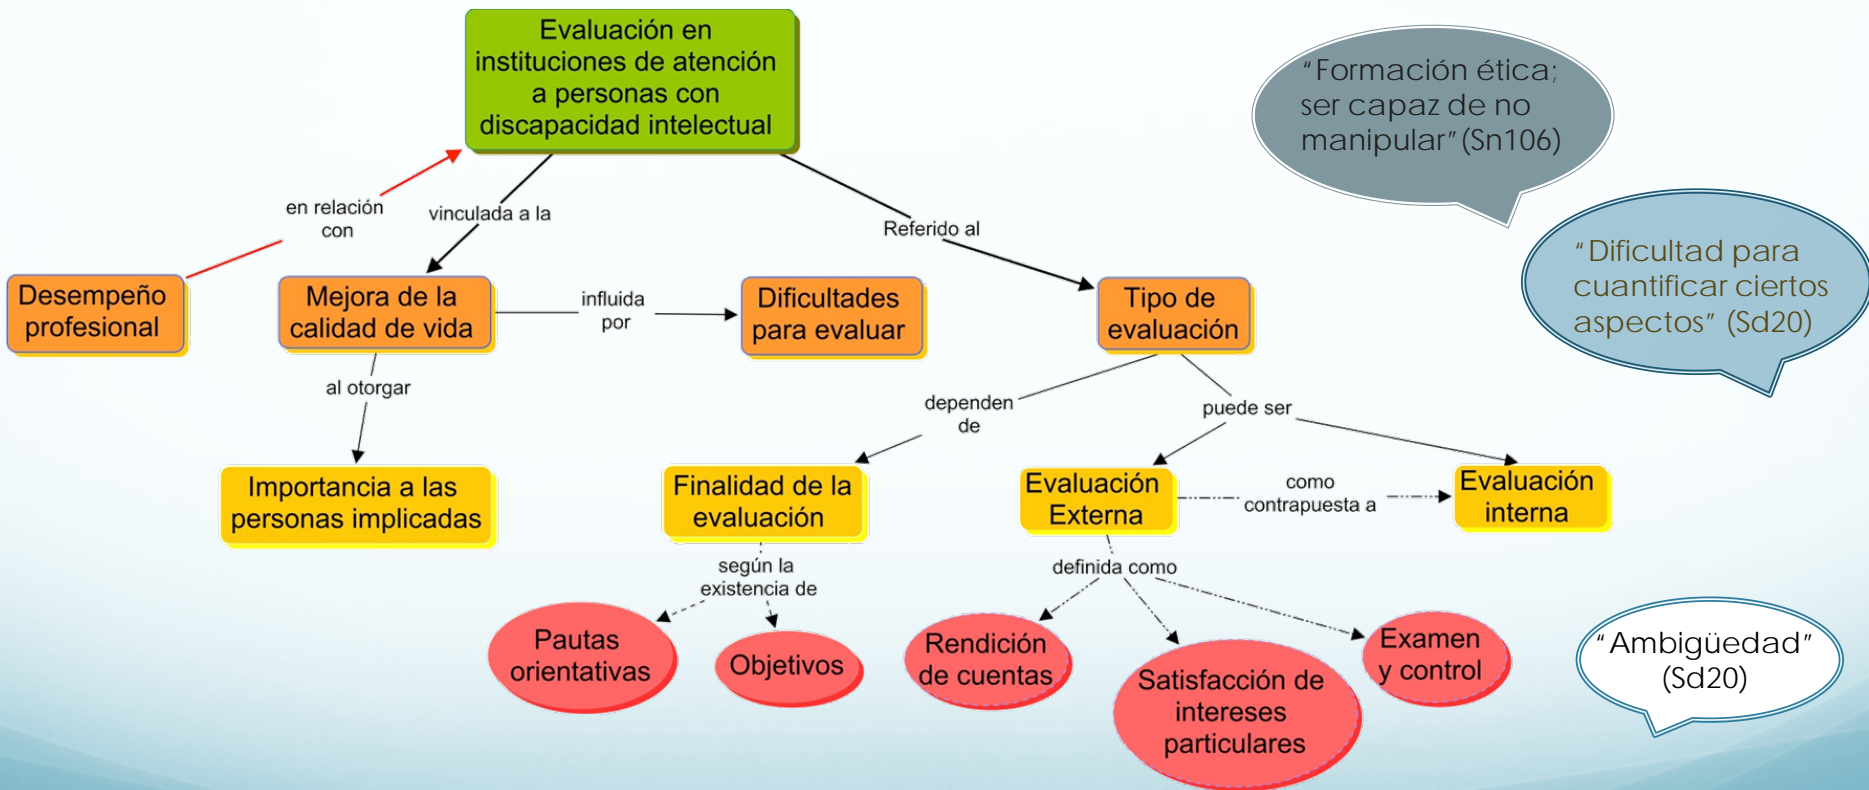 Evaluación en
instituciones de atención
a personas con
discapacidad intelectual
"Formación ética;
ser capaz de no
manipular"(Sn106)
en relación
con
vinculada a la
Referido al
"Dificultad para
cuantificar ciertos
aspectos" (Sd20)
Desempeño
profesional
Mejora de la
calidad de vida
influida
por
Dificultades
para evaluar
Tipo de
evaluación
al otorgar
dependen
de
puede ser
Importancia a las
personas implicadas
Finalidad de la
evaluación
Evaluación
Externa
como
contrapuesta a
Evaluación
interna
según la
existencia de
definida como
Pautas
orientativas
Objetivos
Rendición
de cuentas
Satisfacción de
intereses
particulares
Examen
y control
"Ambigüedad"
(Sd20)